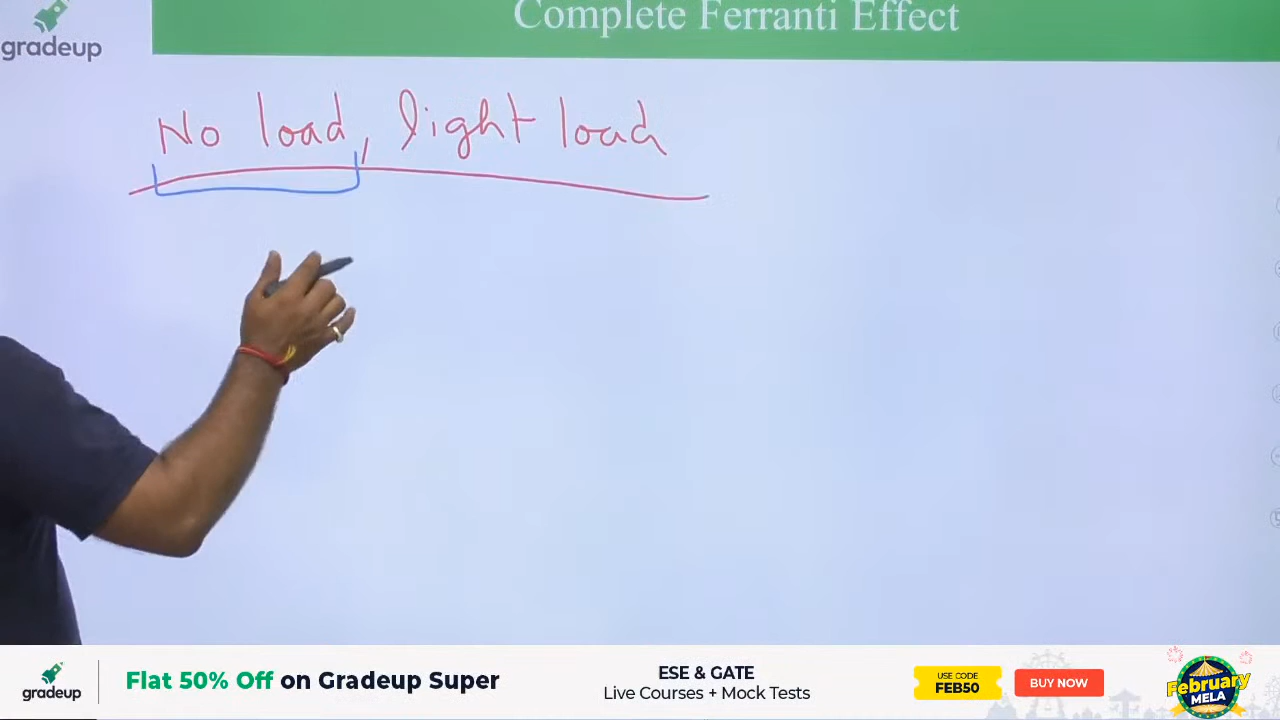 Complete Ferranti Effect
gradeup
No load, light load
gradeup
Flat 50% Off on Gradeup Super
ESE & GATE
Live Courses + Mock Tests
USE CODE
FEB50
BUY NOW
February
MELA